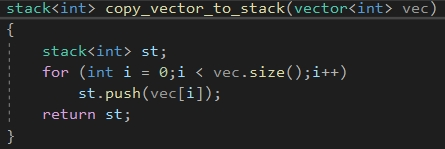 stack<int> copy_vector_to_stack(vector<int> vec)
{
    stack<int> st;
    for (int i = 0;i < vec.size();i++)
        st.push(vec[i]);
    return st;
}